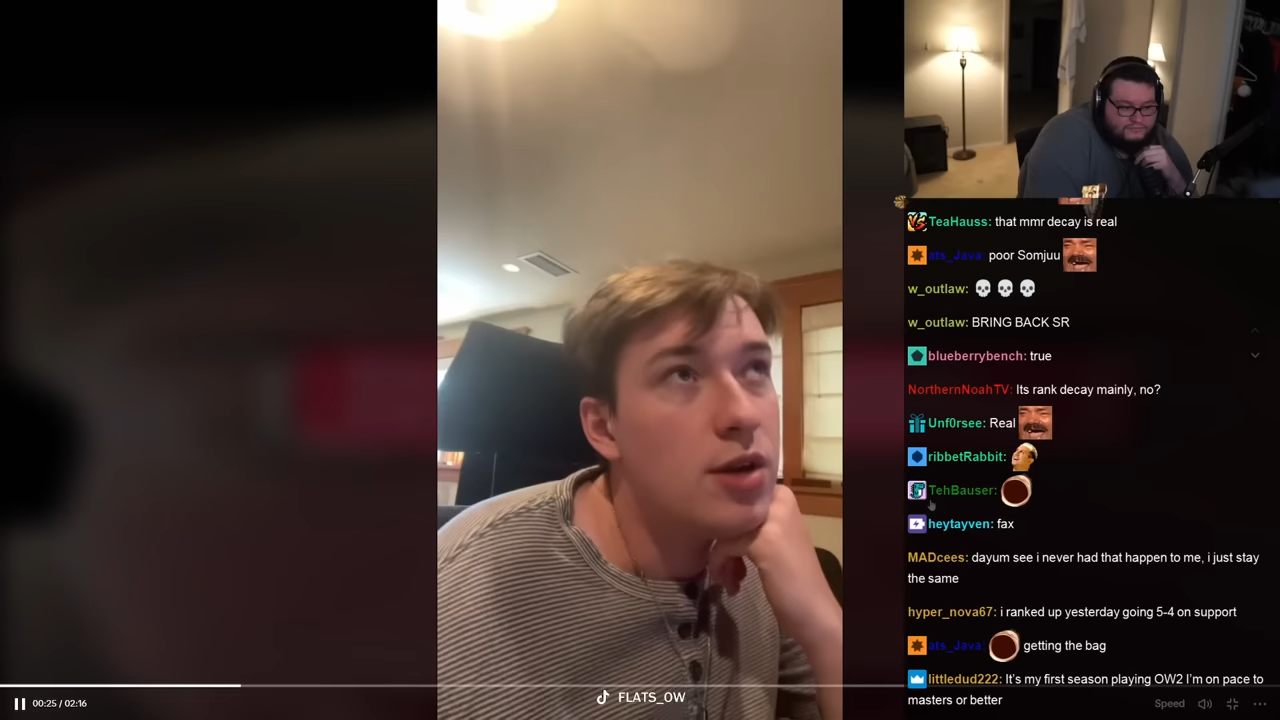 TeaHauss: that mmr decay is real
ats_Java: poor Somjuu
w_outlaw:
w_outlaw: BRING BACK SR
blueberrybench: true
NorthernNoahTV: Its rank decay mainly, no?
Unf0rsee: Real
ribbetRabbit:
TehBauser:
heytayven: fax
MADcees: dayum see i never had that happen to me, i just stay
the same
hyper_nova67: i ranked up yesterday going 5-4 on support
ats_Java: getting the bag
littledud222: It's my first season playing OW2 I'm on pace to
masters or better
FLATS_OW
00:25 / 02:16
Speed